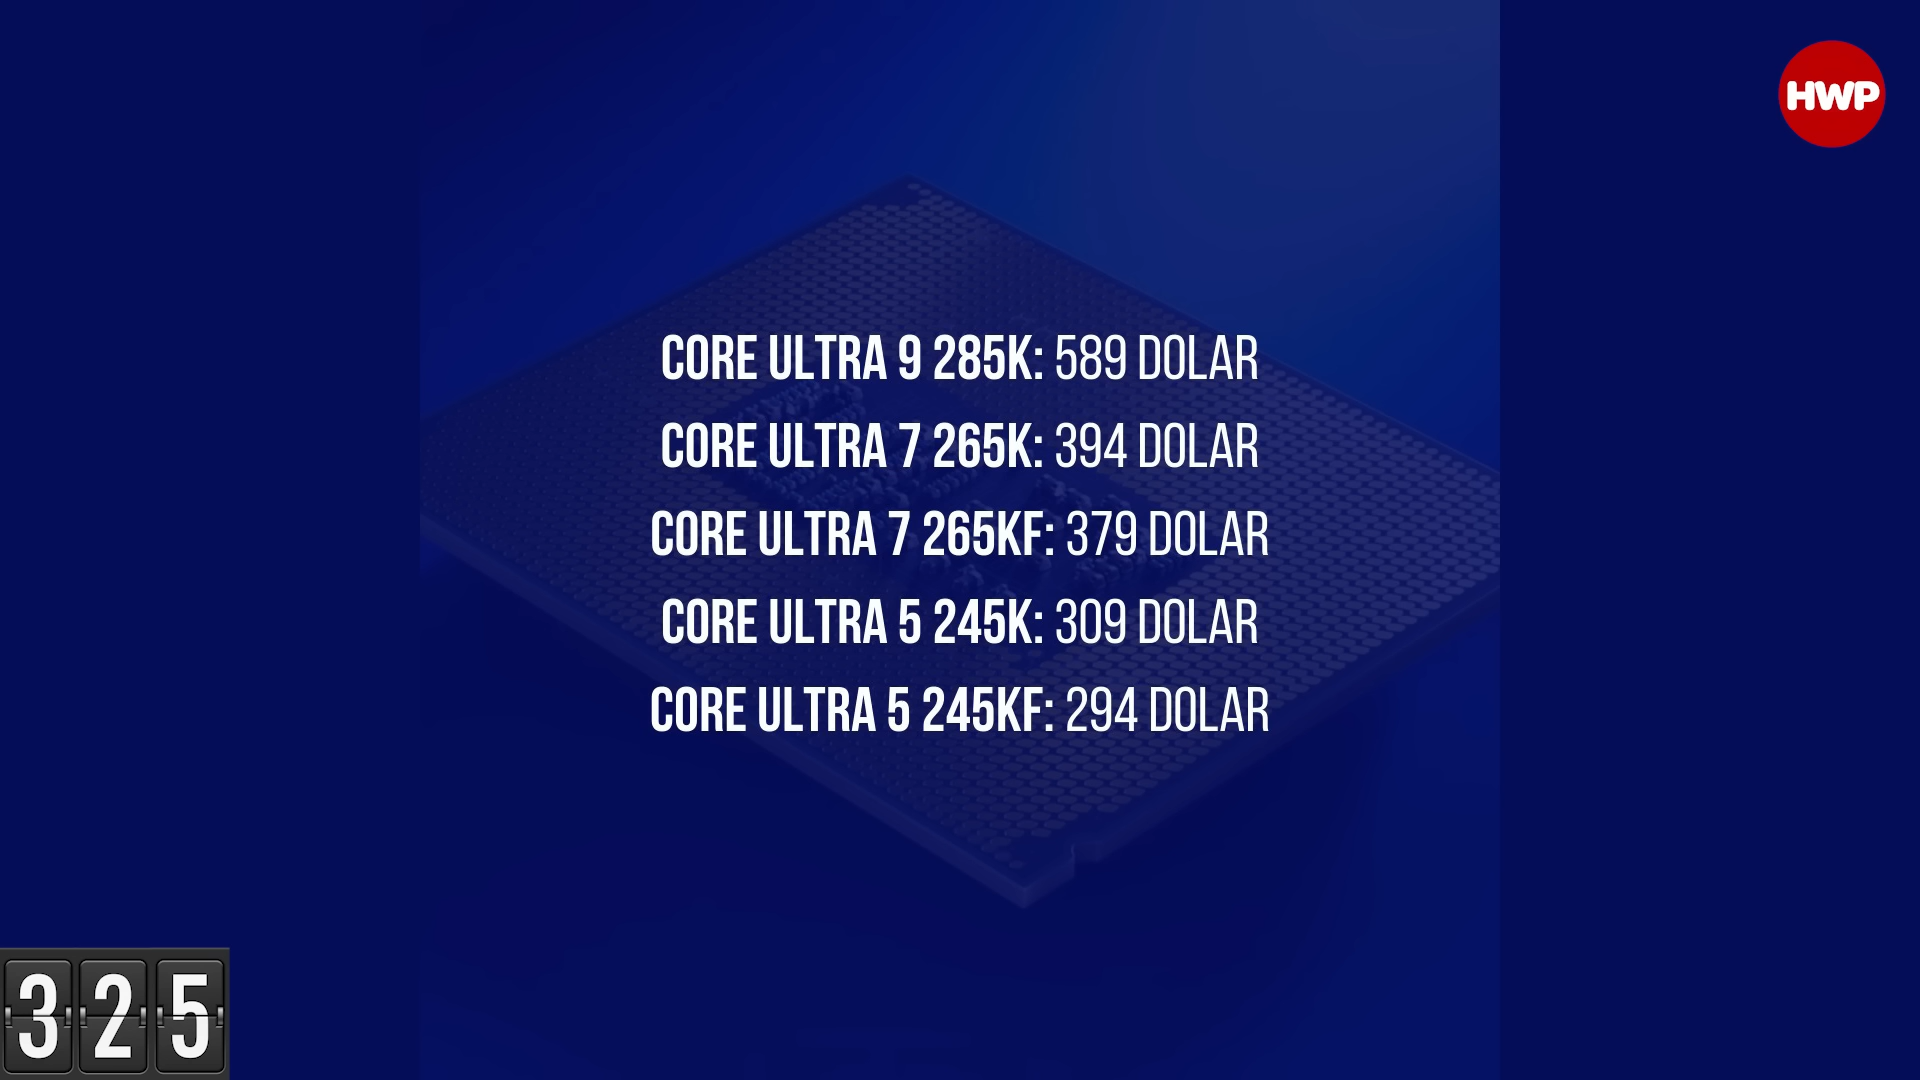 HWP
CORE ULTRA 9 285K: 589 DOLAR
CORE ULTRA 7 265K: 394 DOLAR
CORE ULTRA 7 265KF: 379 DOLAR
CORE ULTRA 5 245K: 309 DOLAR
CORE ULTRA 5 245KF: 294 DOLAR
325